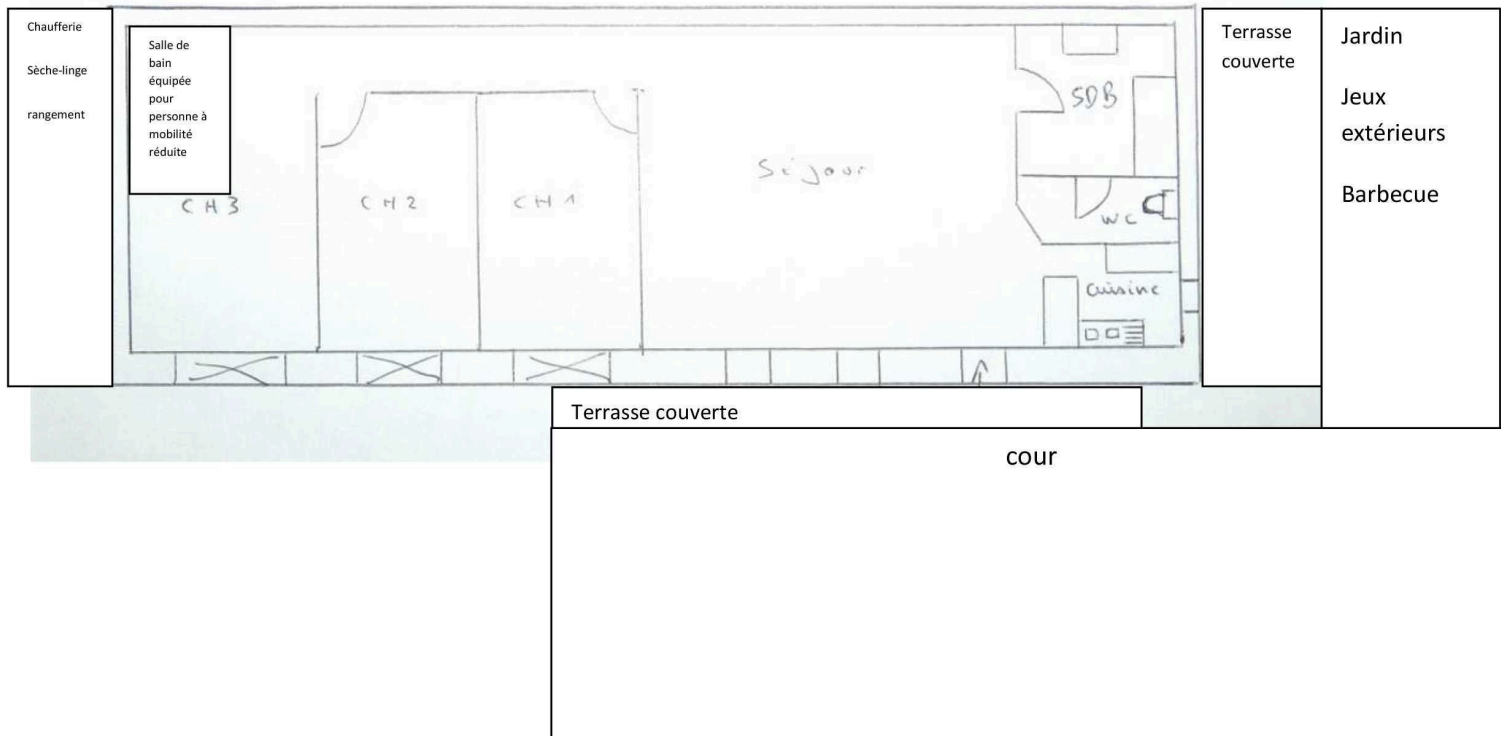 Chaufferie
Sèche-linge
rangement
Salle de
bain
équipée
pour
personne à
mobilité
réduite
CH3
CH2
CH1
Séjour
SDB
WC
Cuisine
Terrasse
couverte
Jardin
Jeux
extérieurs
Barbecue
Terrasse couverte
cour